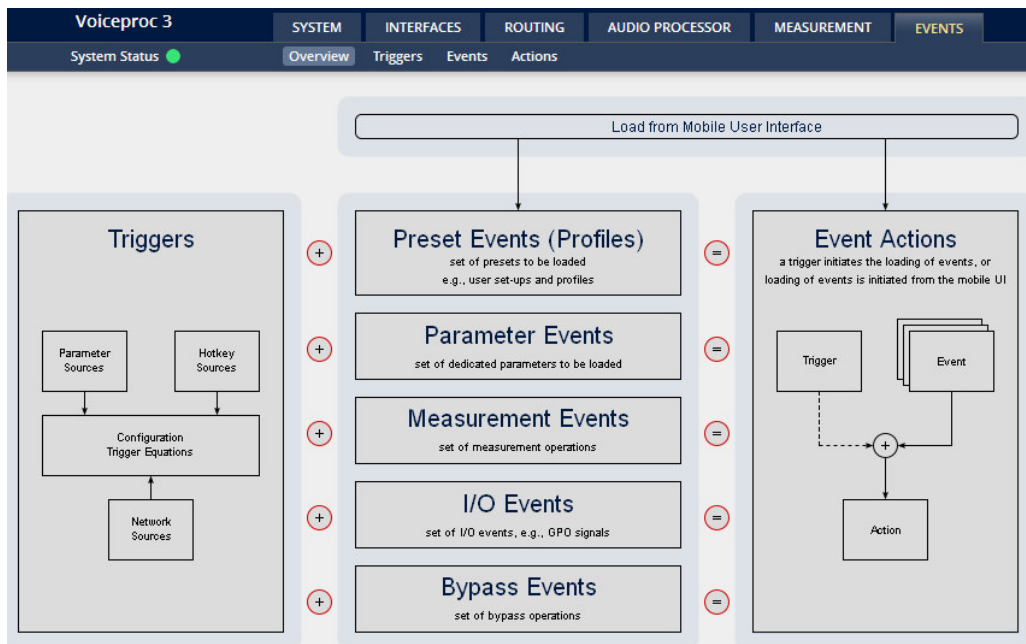 Voiceproc 3
SYSTEM
INTERFACES
ROUTING
AUDIO PROCESSOR
MEASUREMENT
EVENTS
System Status
Overview
Triggers
Events
Actions
Load from Mobile User Interface
Triggers
Parameter
Sources
Hotkey
Sources
Configuration
Trigger Equations
Network
Sources
+
+
+
+
+
Preset Events (Profiles)
set of presets to be loaded
e.g., user set-ups and profiles
Parameter Events
set of dedicated parameters to be loaded
Measurement Events
set of measurement operations
I/O Events
set of I/O events, e.g., GPO signals
Bypass Events
set of bypass operations
=
=
=
=
=
Event Actions
a trigger initiates the loading of events, or
loading of events is initiated from the mobile UI
Trigger
Event
+
Action